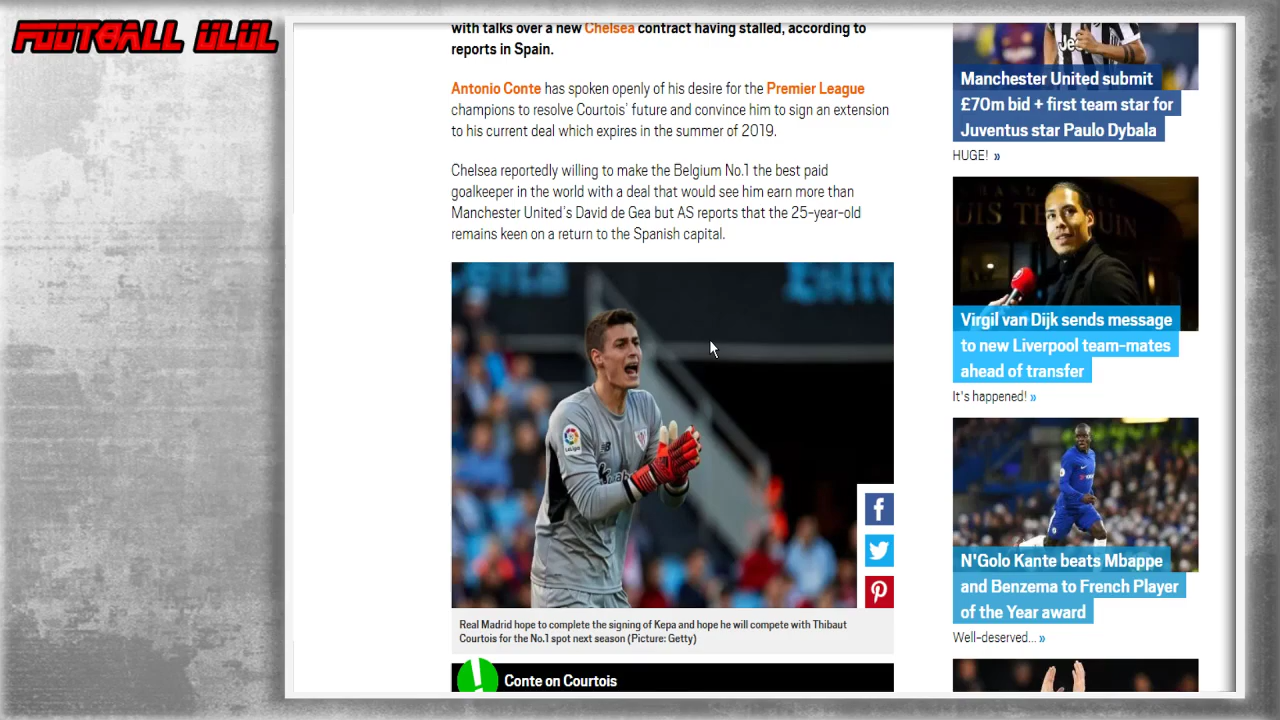 FOOTBALL ÜLÜL
with talks over a new Chelsea contract having stalled, according to
reports in Spain.
Antonio Conte has spoken openly of his desire for the Premier League
champions to resolve Courtois' future and convince him to sign an extension
to his current deal which expires in the summer of 2019.
Chelsea reportedly willing to make the Belgium No.1 the best paid
goalkeeper in the world with a deal that would see him earn more than
Manchester United's David de Gea but AS reports that the 25-year-old
remains keen on a return to the Spanish capital.
LaLiga
Real Madrid hope to complete the signing of Kepa and hope he will compete with Thibaut
Courtois for the No.1 spot next season (Picture: Getty)
Conte on Courtois
Jeep
Manchester United submit
£70m bid + first team star for
Juventus star Paulo Dybala
HUGE! »
Virgil van Dijk sends message
to new Liverpool team-mates
ahead of transfer
It's happened! »
N'Golo Kante beats Mbappe
and Benzema to French Player
of the Year award
Well-deserved... »